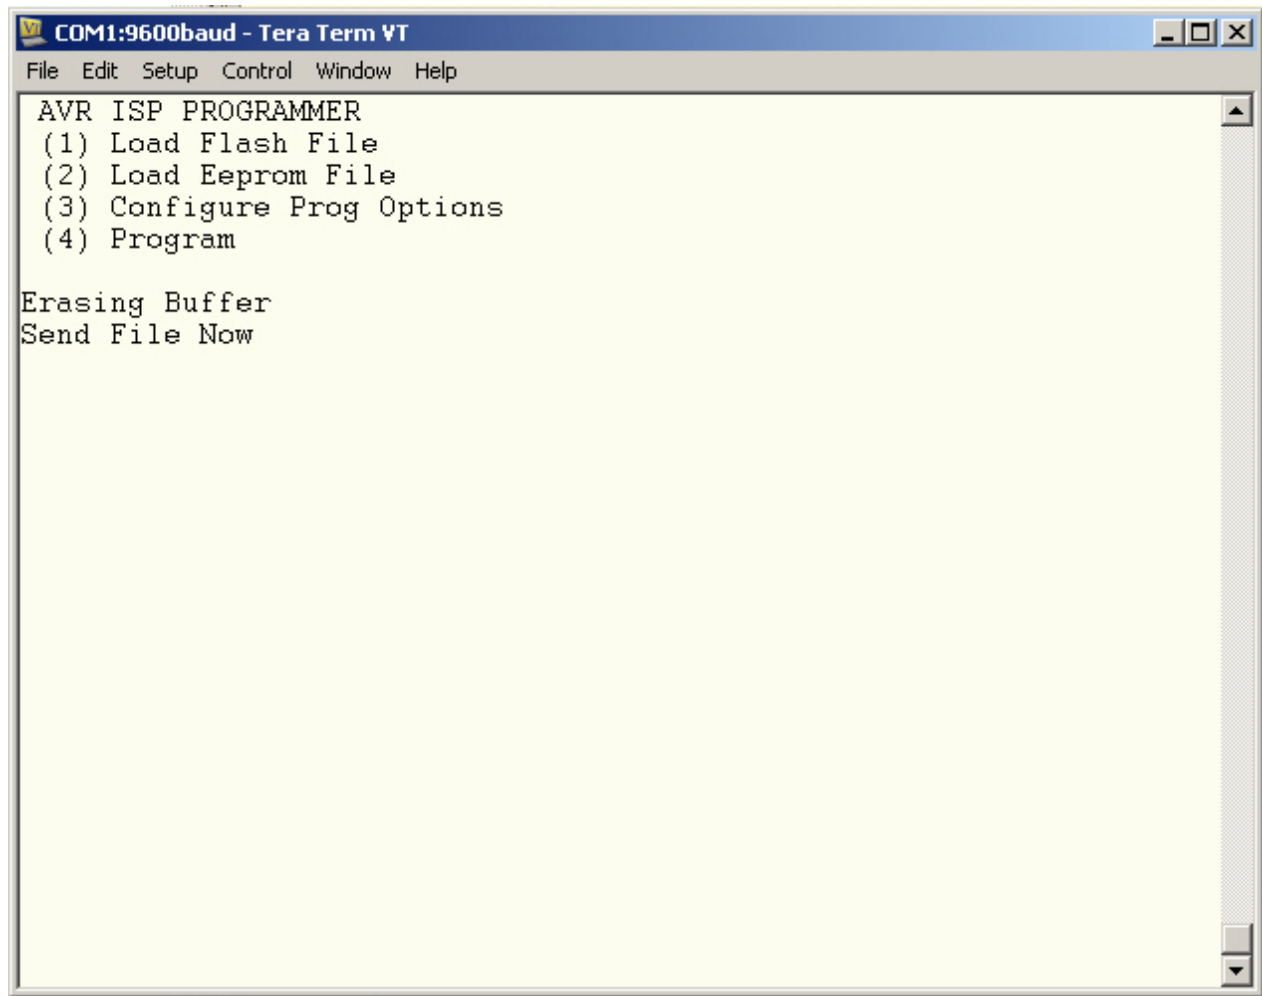 COM1:9600baud - Tera Term VT
File Edit Setup Control Window Help
AVR ISP PROGRAMMER
(1) Load Flash File
(2) Load Eeprom File
(3) Configure Prog Options
(4) Program
Erasing Buffer
Send File Now